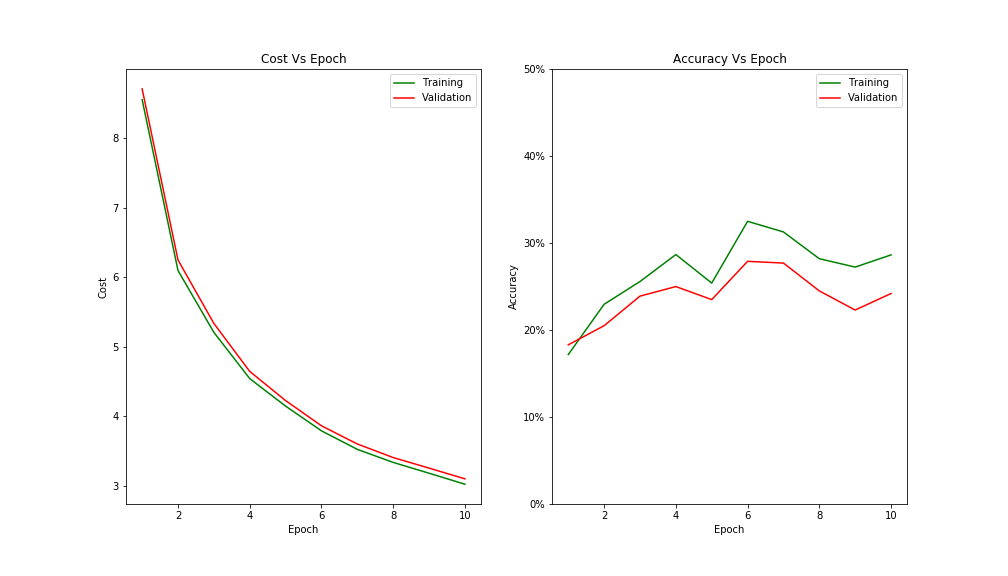 Cost Vs Epoch
Training
Validation
8
7
6
5
4
3
Cost
2 4 6 8 10
Epoch
Accuracy Vs Epoch
Training
Validation
50%
40%
30%
20%
10%
0%
Accuracy
2 4 6 8 10
Epoch